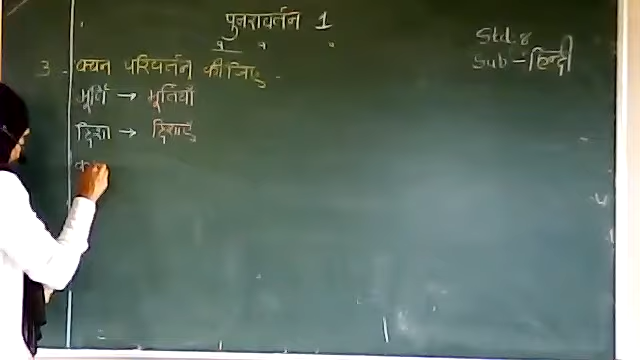 पुनरावर्तन 1
Std. 8
Sub - हिन्दी
3 - वचन परिवर्तन कीजिए -
मूर्ति → मूर्तियाँ
दिशा → दिशाएँ